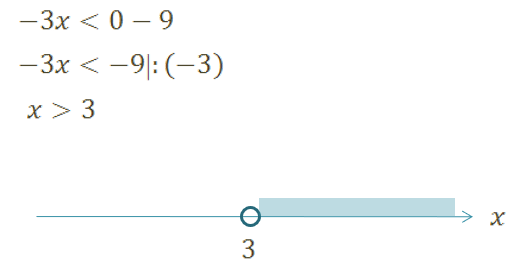 −3x < 0 − 9
−3x < −9|: (−3)
x > 3
x
3